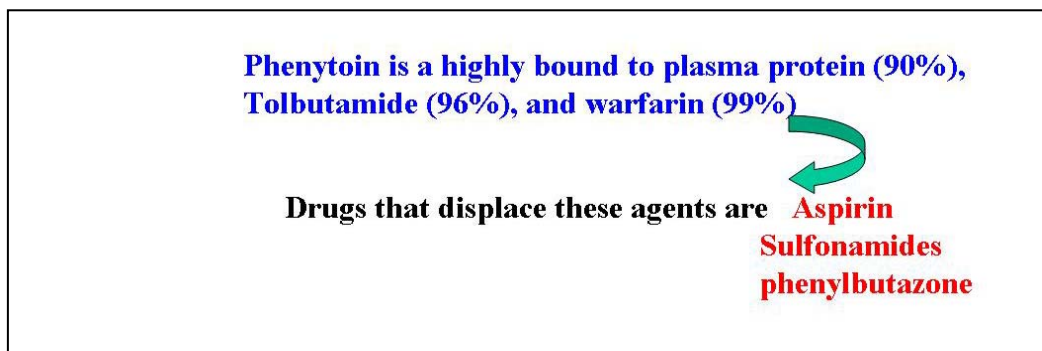 Phenytoin is a highly bound to plasma protein (90%),
Tolbutamide (96%), and warfarin (99%)
Drugs that displace these agents are Aspirin
Sulfonamides
phenylbutazone